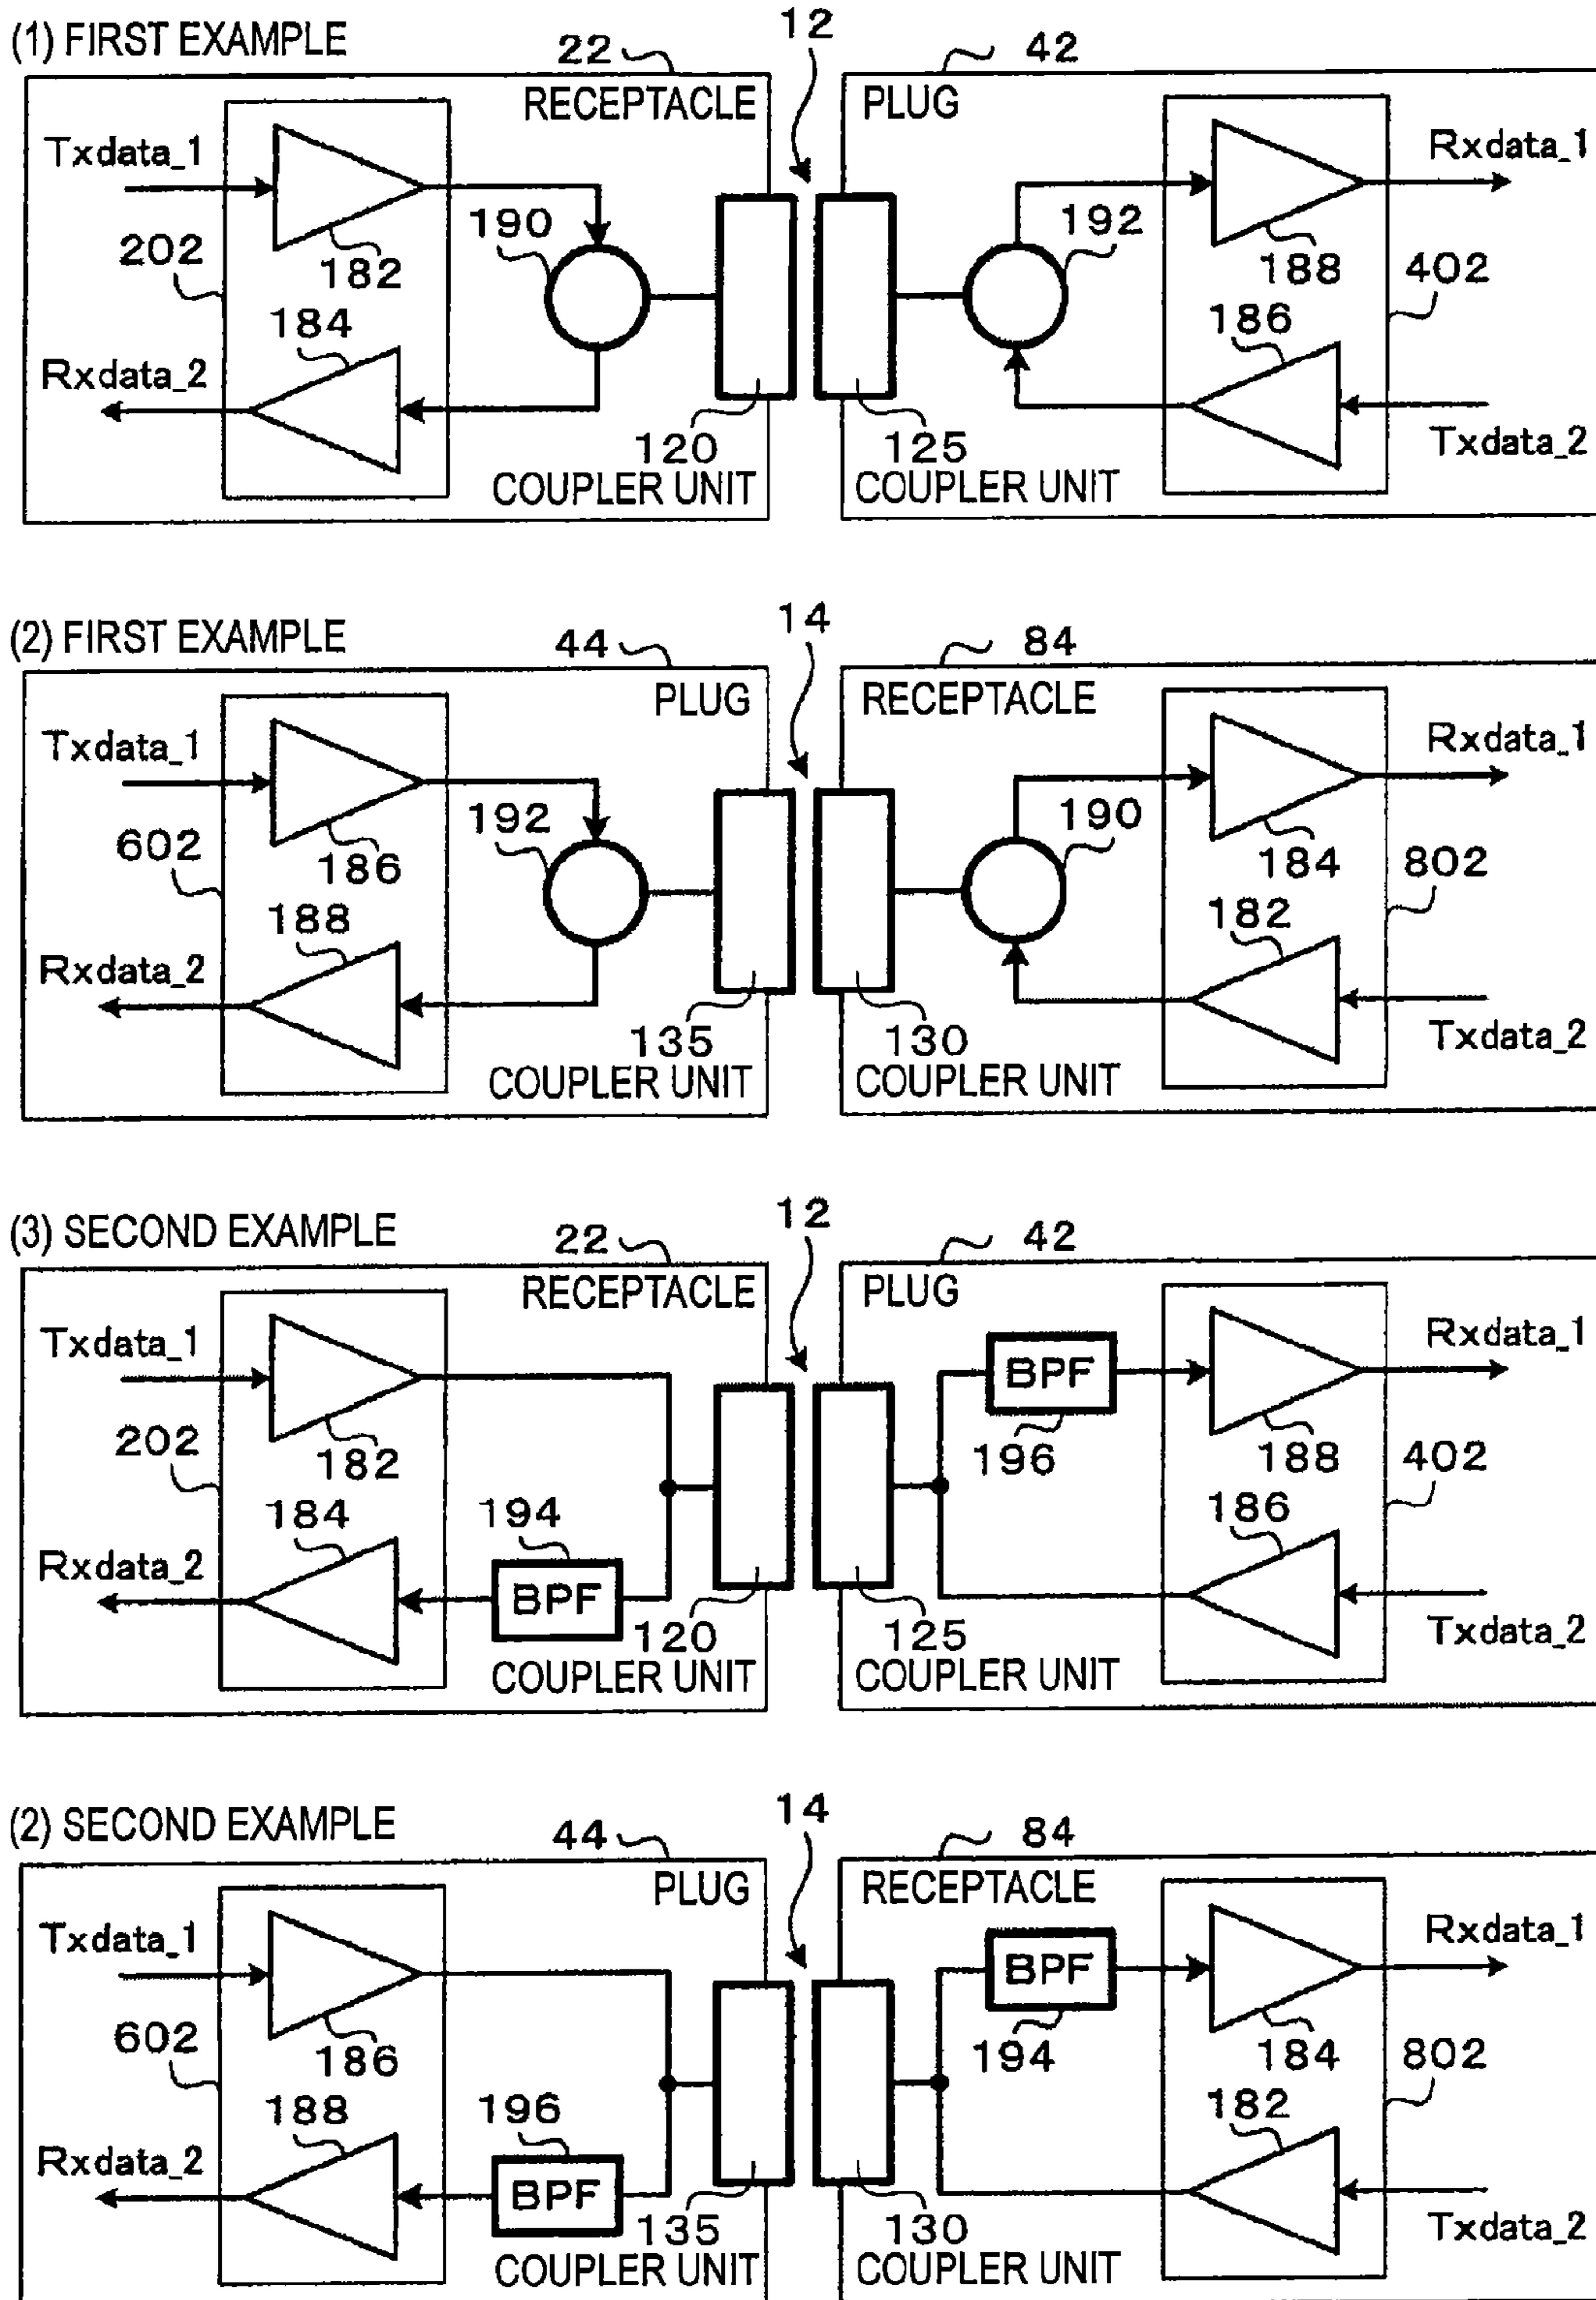 (1) FIRST EXAMPLE
12
22
42
RECEPTACLE
PLUG
Txdata_1
Rxdata_1
190
192
202
182
188
402
184
186
Rxdata_2
Txdata_2
120
125
COUPLER UNIT
COUPLER UNIT
(2) FIRST EXAMPLE
14
44
84
PLUG
RECEPTACLE
Txdata_1
Rxdata_1
192
190
602
186
184
802
188
182
Rxdata_2
Txdata_2
135
130
COUPLER UNIT
COUPLER UNIT
(3) SECOND EXAMPLE
12
22
42
RECEPTACLE
PLUG
Txdata_1
Rxdata_1
BPF
202
182
196
188
402
184
194
186
Rxdata_2
BPF
Txdata_2
120
125
COUPLER UNIT
COUPLER UNIT
(2) SECOND EXAMPLE
14
44
84
PLUG
RECEPTACLE
Txdata_1
Rxdata_1
BPF
602
186
194
184
802
188
196
182
Rxdata_2
BPF
Txdata_2
135
130
COUPLER UNIT
COUPLER UNIT